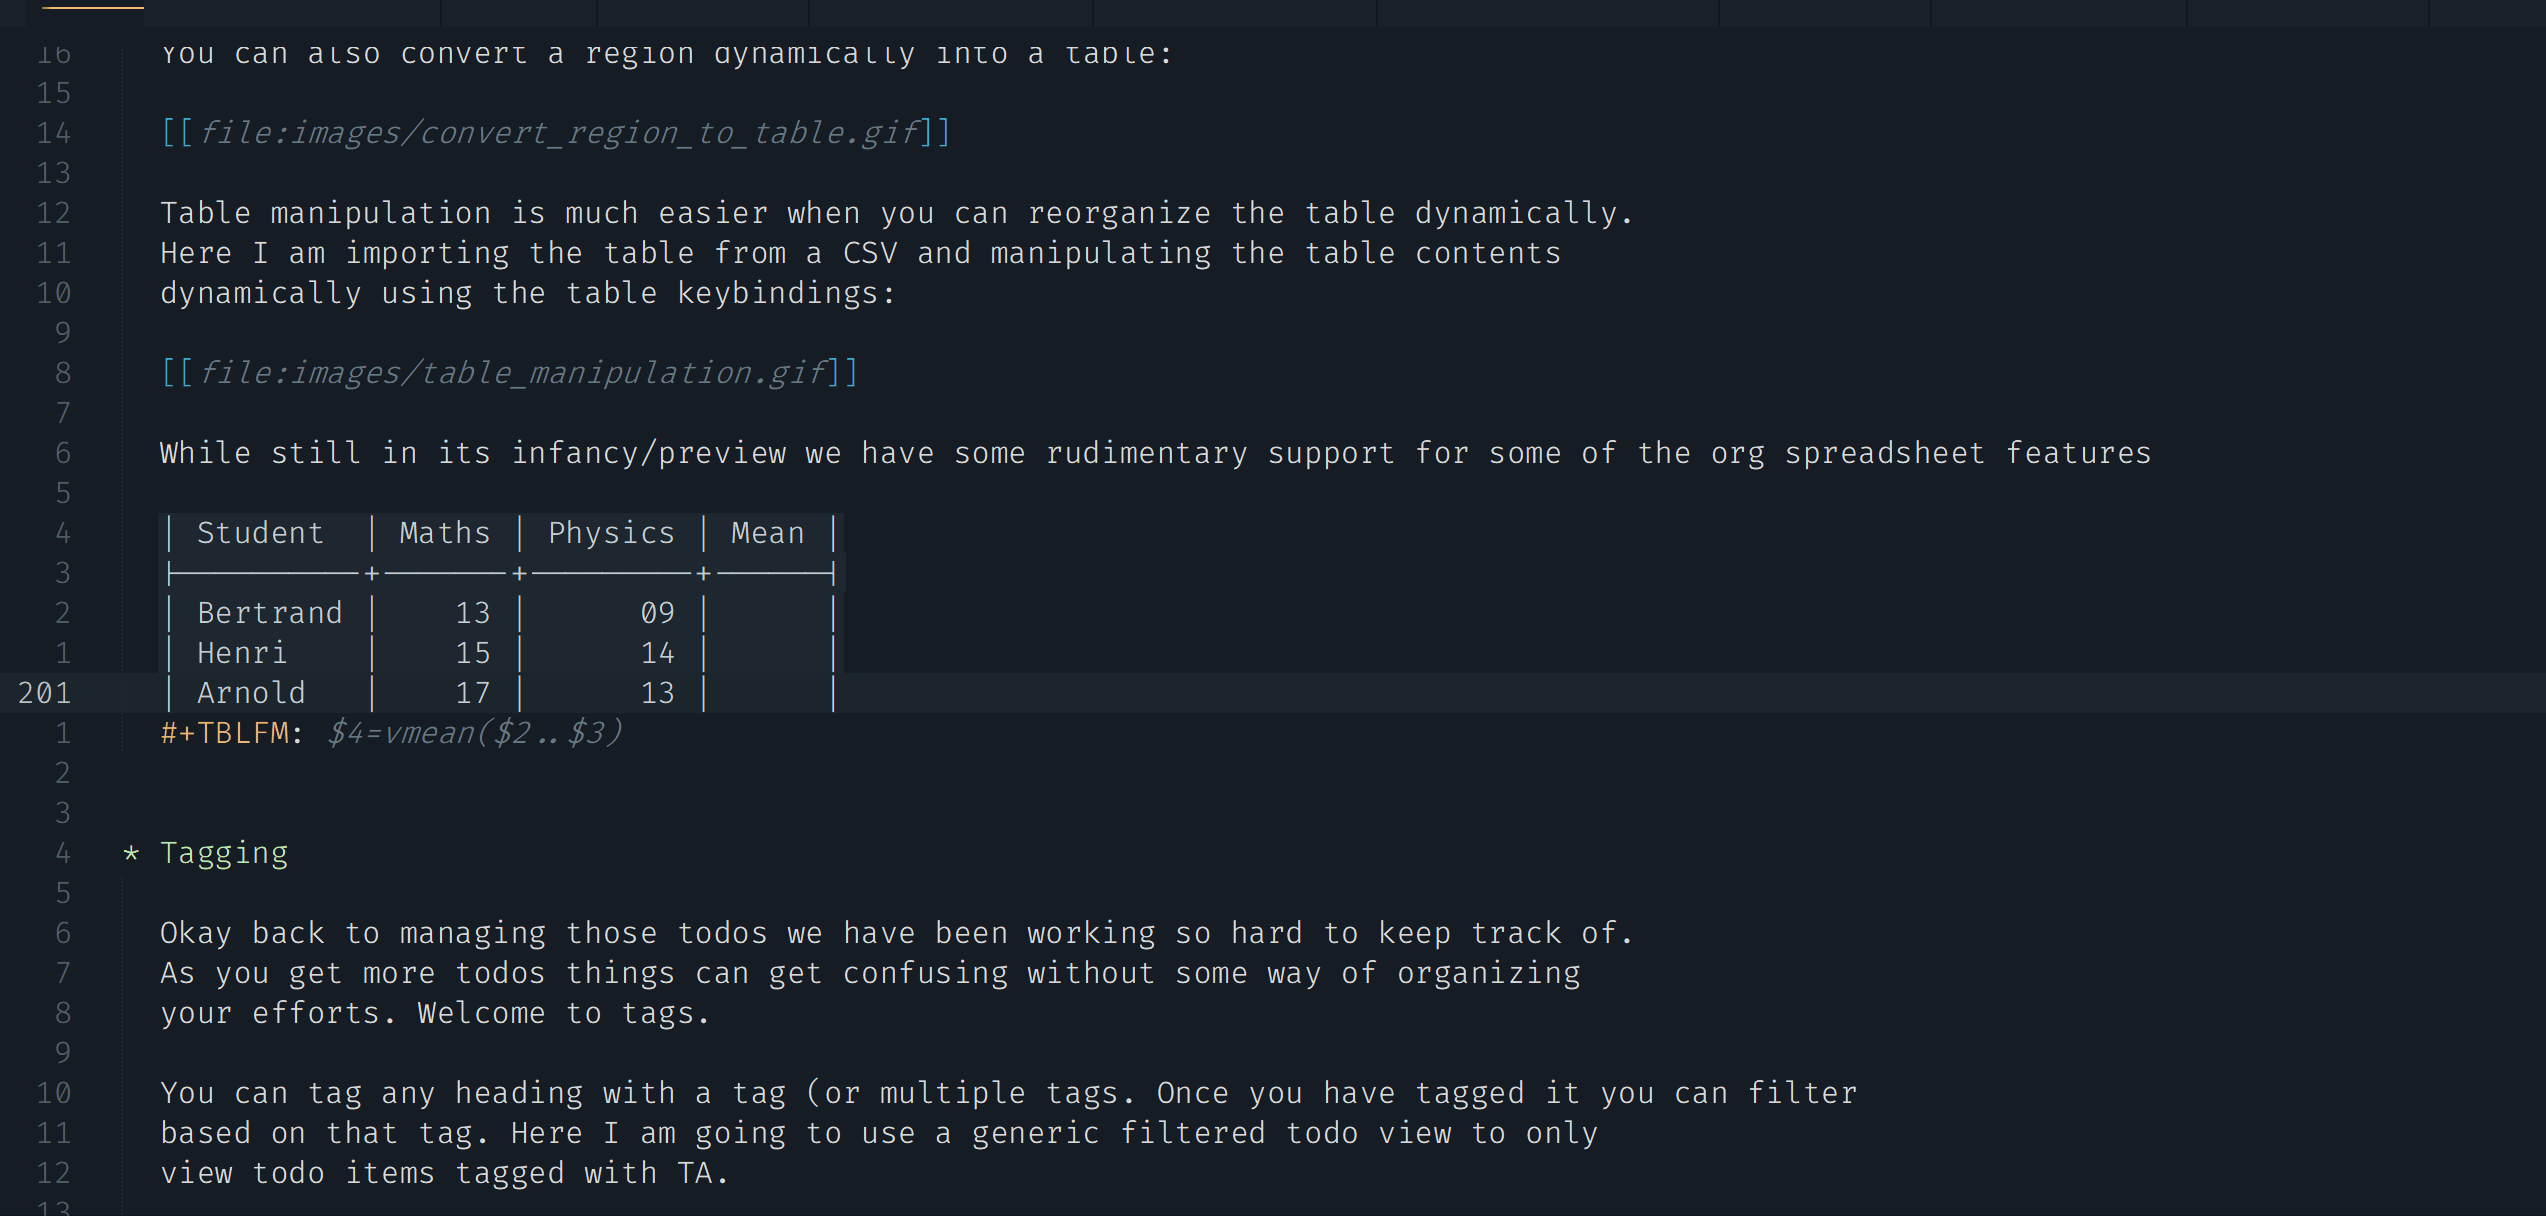 16 You can also convert a region dynamically into a table:
15
14 [[file:images/convert_region_to_table.gif]]
13
12 Table manipulation is much easier when you can reorganize the table dynamically.
11 Here I am importing the table from a CSV and manipulating the table contents
10 dynamically using the table keybindings:
9
8 [[file:images/table_manipulation.gif]]
7
6 While still in its infancy/preview we have some rudimentary support for some of the org spreadsheet features
5
4 | Student | Maths | Physics | Mean |
3 |----------+-------+---------+------|
2 | Bertrand | 13 | 09 | |
1 | Henri | 15 | 14 | |
201 | Arnold | 17 | 13 | |
1 #+TBLFM: $4=vmean($2..$3)
2
3
4 * Tagging
5
6 Okay back to managing those todos we have been working so hard to keep track of.
7 As you get more todos things can get confusing without some way of organizing
8 your efforts. Welcome to tags.
9
10 You can tag any heading with a tag (or multiple tags. Once you have tagged it you can filter
11 based on that tag. Here I am going to use a generic filtered todo view to only
12 view todo items tagged with TA.
13